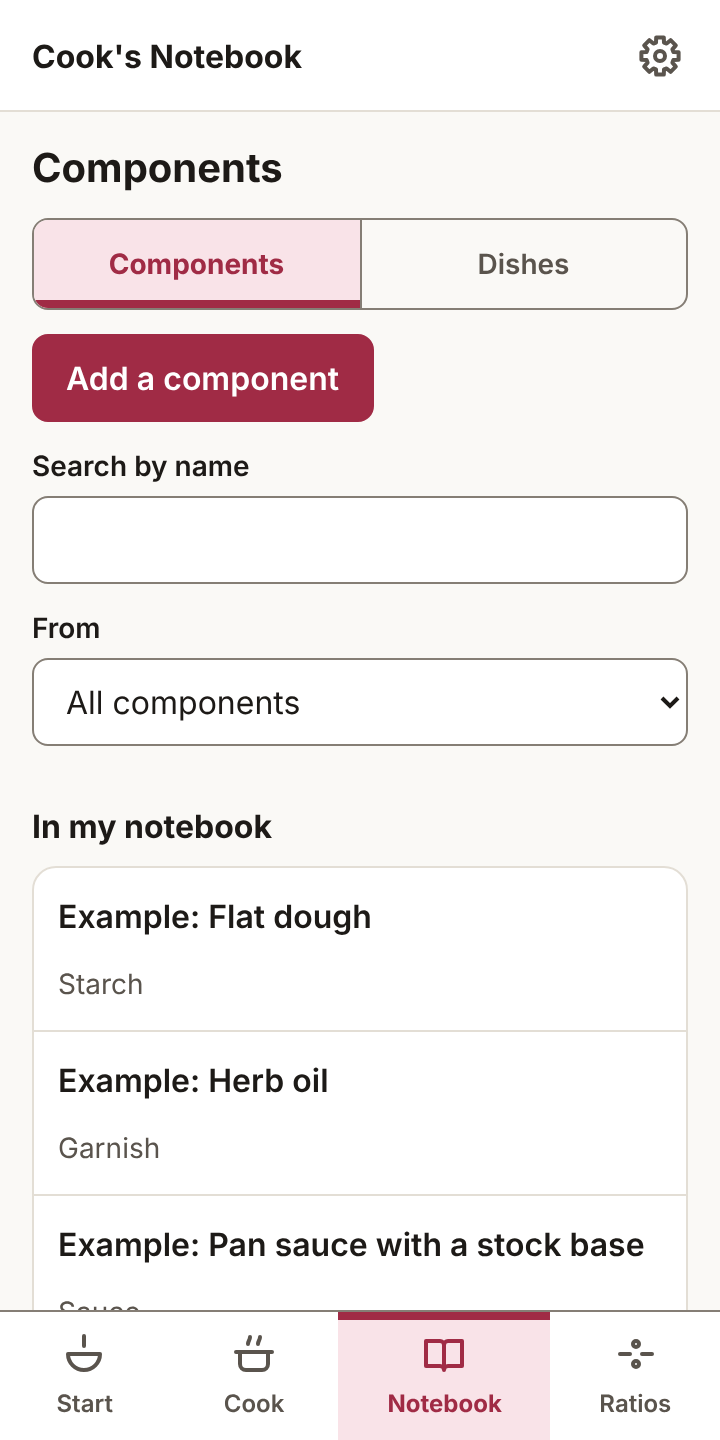 Cook's Notebook
Components
Components
Dishes
Add a component
Search by name
From
All components
In my notebook
Example: Flat dough
Starch
Example: Herb oil
Garnish
Example: Pan sauce with a stock base
Sauce
Start
Cook
Notebook
Ratios